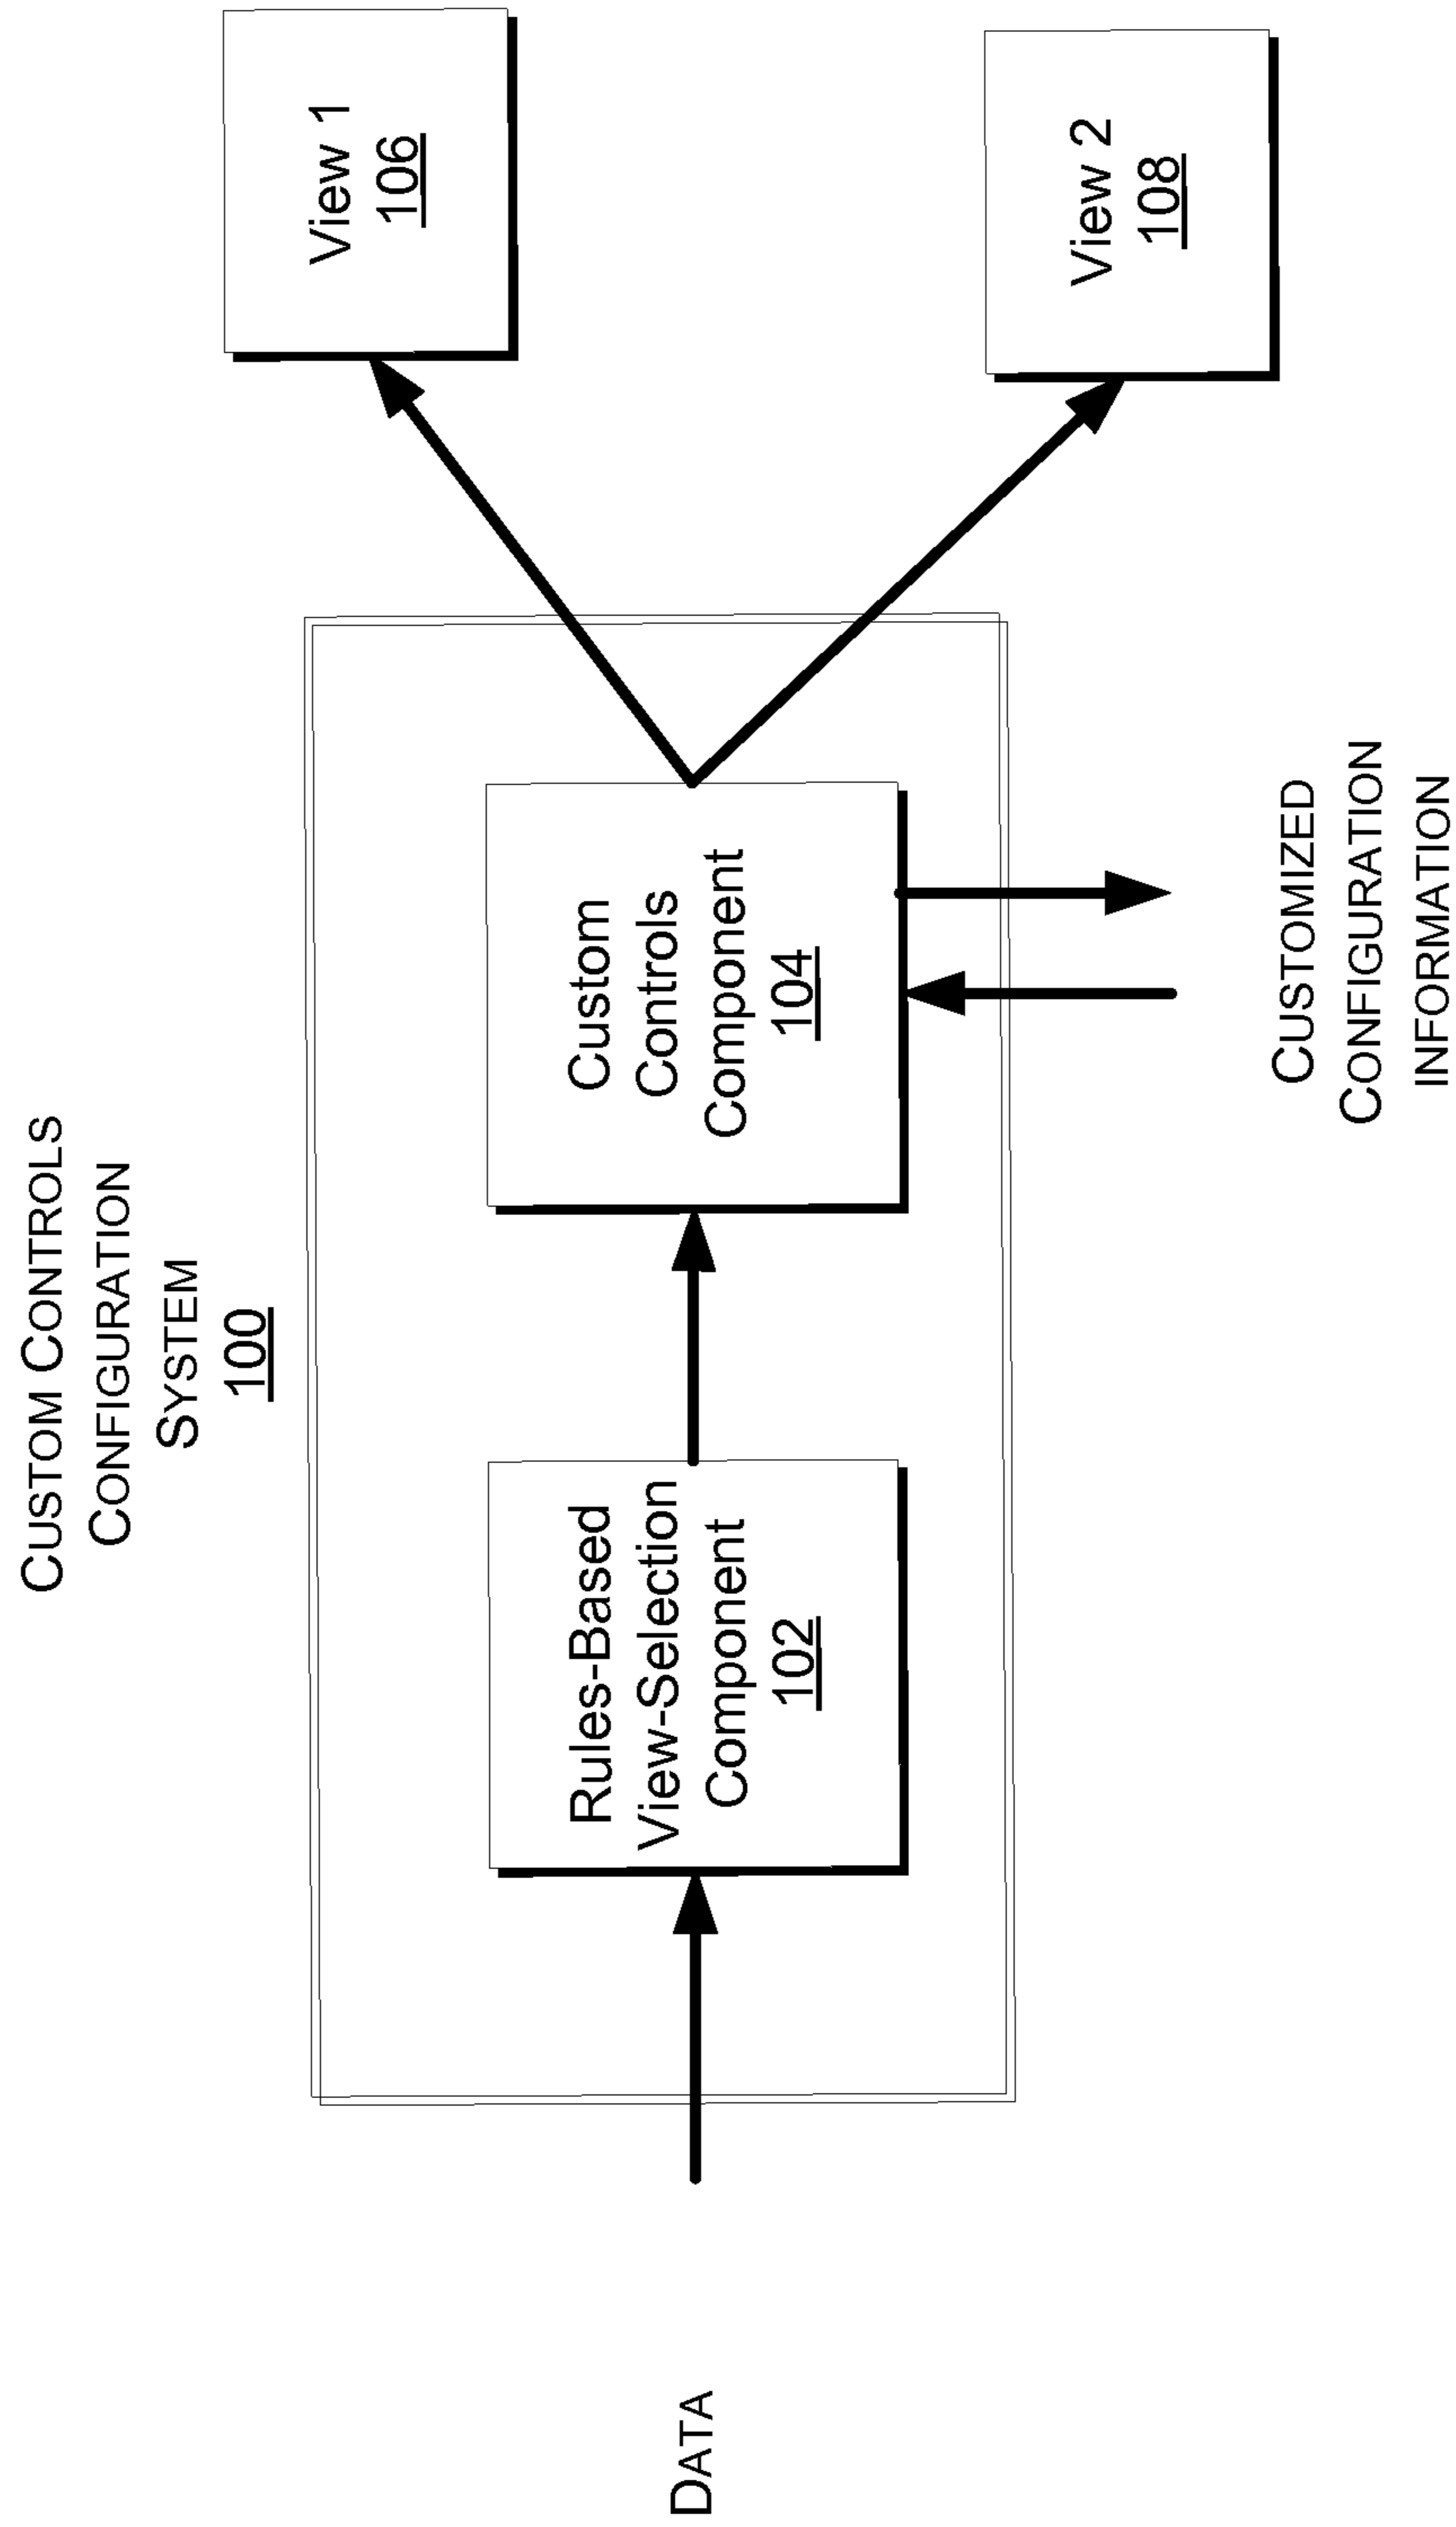 CUSTOM CONTROLS
CONFIGURATION
SYSTEM
100
DATA
Rules-Based
View-Selection
Component
102
Custom
Controls
Component
104
View 1
106
View 2
108
CUSTOMIZED
CONFIGURATION
INFORMATION